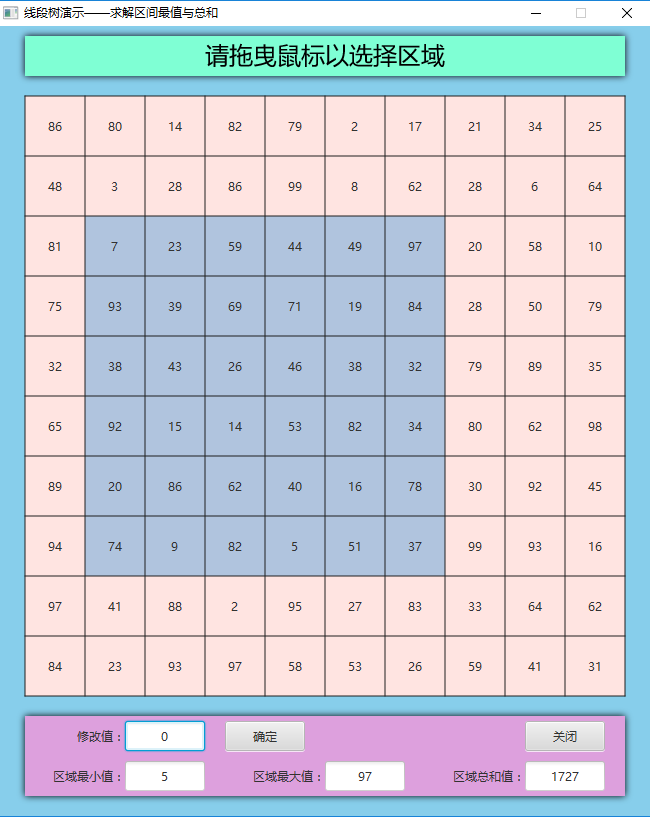 线段树演示——求解区间最值与总和
请拖曳鼠标以选择区域
86 80 14 82 79 2 17 21 34 25
48 3 28 86 99 8 62 28 6 64
81 7 23 59 44 49 97 20 58 10
75 93 39 69 71 19 84 28 50 79
32 38 43 26 46 38 32 79 89 35
65 92 15 14 53 82 34 80 62 98
89 20 86 62 40 16 78 30 92 45
94 74 9 82 5 51 37 99 93 16
97 41 88 2 95 27 83 33 64 62
84 23 93 97 58 53 26 59 41 31
修改值： 0 确定 关闭
区域最小值： 5 区域最大值： 97 区域总和值： 1727